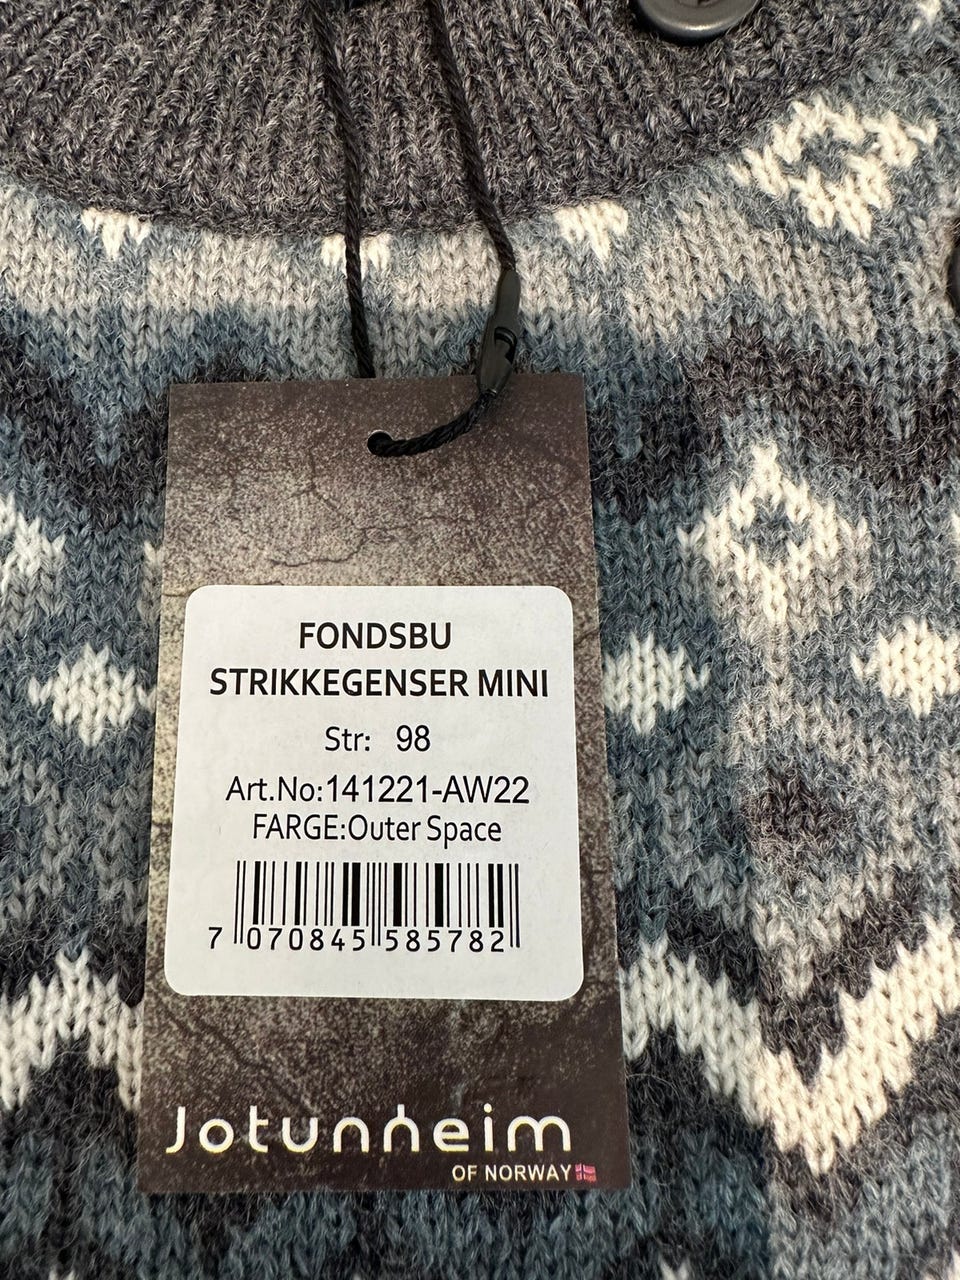 FONDSBU
STRIKKEGENSER MINI
Str: 98
Art.No:141221-AW22
FARGE:Outer Space
7 070845 585782
Jotunheim
OF NORWAY